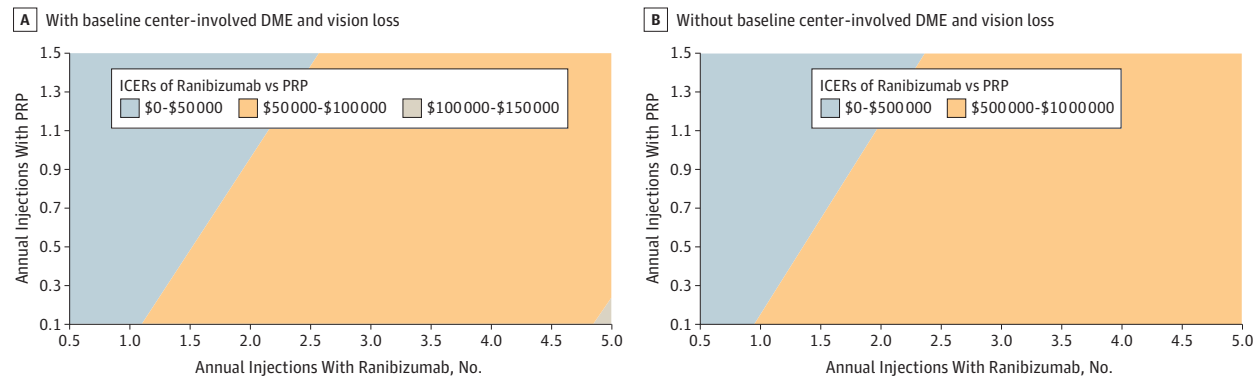 A With baseline center-involved DME and vision loss
Annual Injections With PRP
1.5
1.3
1.1
0.9
0.7
0.5
0.3
0.1
ICERs of Ranibizumab vs PRP
$0-$50 000 $50 000-$100 000 $100 000-$150 000
0.5 1.0 1.5 2.0 2.5 3.0 3.5 4.0 4.5 5.0
Annual Injections With Ranibizumab, No.
B Without baseline center-involved DME and vision loss
Annual Injections With PRP
1.5
1.3
1.1
0.9
0.7
0.5
0.3
0.1
ICERs of Ranibizumab vs PRP
$0-$500 000 $500 000-$1 000 000
0.5 1.0 1.5 2.0 2.5 3.0 3.5 4.0 4.5 5.0
Annual Injections With Ranibizumab, No.